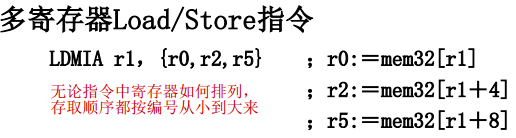 多寄存器Load/Store指令
LDMIA r1, {r0,r2,r5} ；r0:＝mem32[r1]
无论指令中寄存器如何排列， ；r2:＝mem32[r1＋4]
存取顺序都按编号从小到大来
；r5:＝mem32[r1＋8]